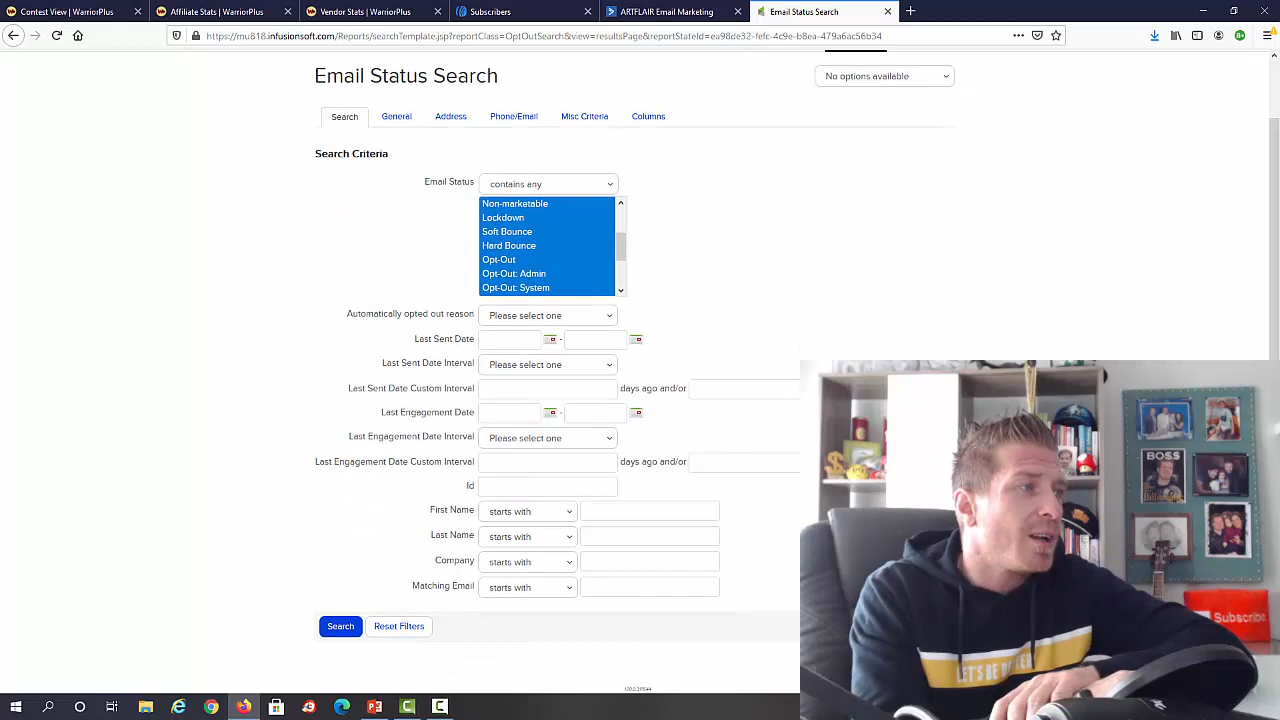 Contest View | WarriorPlus
Affiliate Stats | WarriorPlus
Vendor Stats | WarriorPlus
Subscribers
ARTFLAIR Email Marketing
Email Status Search
https://mu818.infusionsoft.com/Reports/searchTemplate.jsp?reportClass=OptOutSearch&view=resultsPage&reportStateId=ea98de32-fefc-4c9e-b8ea-479a6ac56b34
Email Status Search
No options available
Search General Address Phone/Email Misc Criteria Columns
Search Criteria
Email Status contains any
Non-marketable
Lockdown
Soft Bounce
Hard Bounce
Opt-Out
Opt-Out: Admin
Opt-Out: System
Automatically opted out reason Please select one
Last Sent Date -
Last Sent Date Interval Please select one
Last Sent Date Custom Interval days ago and/or
Last Engagement Date -
Last Engagement Date Interval Please select one
Last Engagement Date Custom Interval days ago and/or
Id
First Name starts with
Last Name starts with
Company starts with
Matching Email starts with
Search Reset Filters
BOSS
Subscribe
LET'S BE BETTER